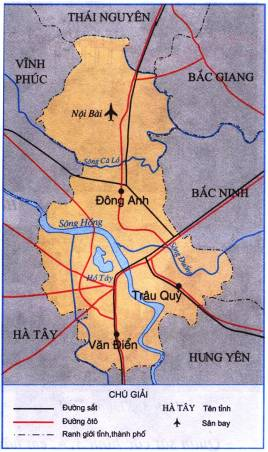 THÁI NGUYÊN
VĨNH
PHÚC
BẮC GIANG
Nội Bài
Sông Cà Lồ
Đông Anh
BẮC NINH
Sông Hồng
Sông Đuống
Hồ Tây
Trâu Quỳ
HÀ TÂY
Văn Điển
HƯNG YÊN
CHÚ GIẢI
Đường sắt
HÀ TÂY Tên tỉnh
Đường ôtô
Sân bay
Ranh giới tỉnh,thành phố